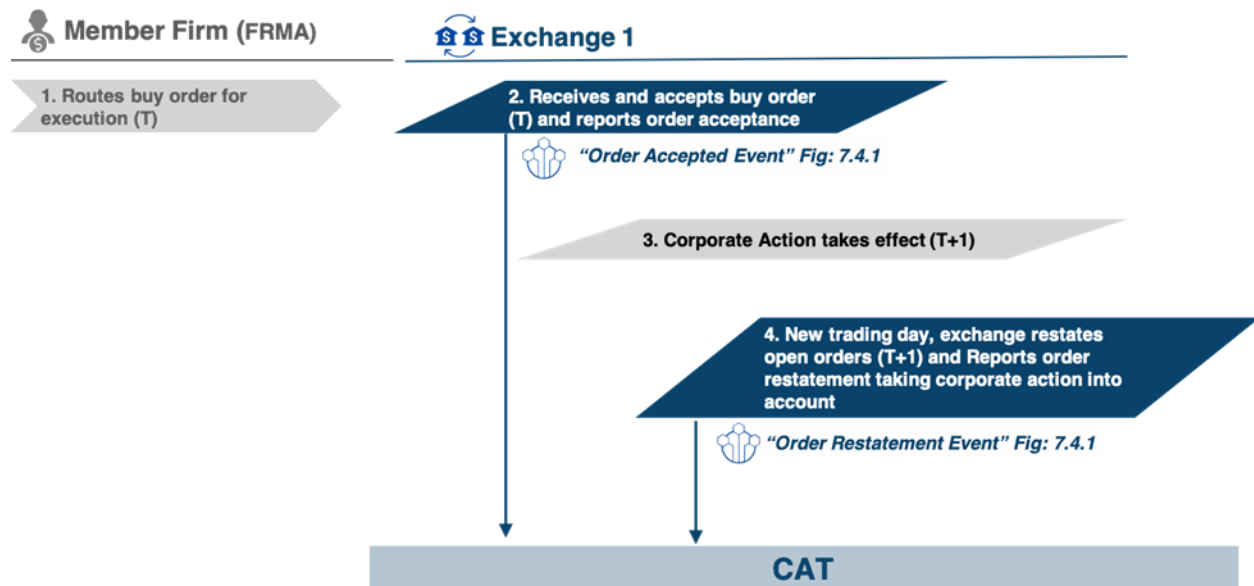 Member Firm (FRMA)
Exchange 1
1. Routes buy order for
execution (T)
2. Receives and accepts buy order
(T) and reports order acceptance
“Order Accepted Event” Fig: 7.4.1
3. Corporate Action takes effect (T+1)
4. New trading day, exchange restates
open orders (T+1) and Reports order
restatement taking corporate action into
account
“Order Restatement Event” Fig: 7.4.1
CAT